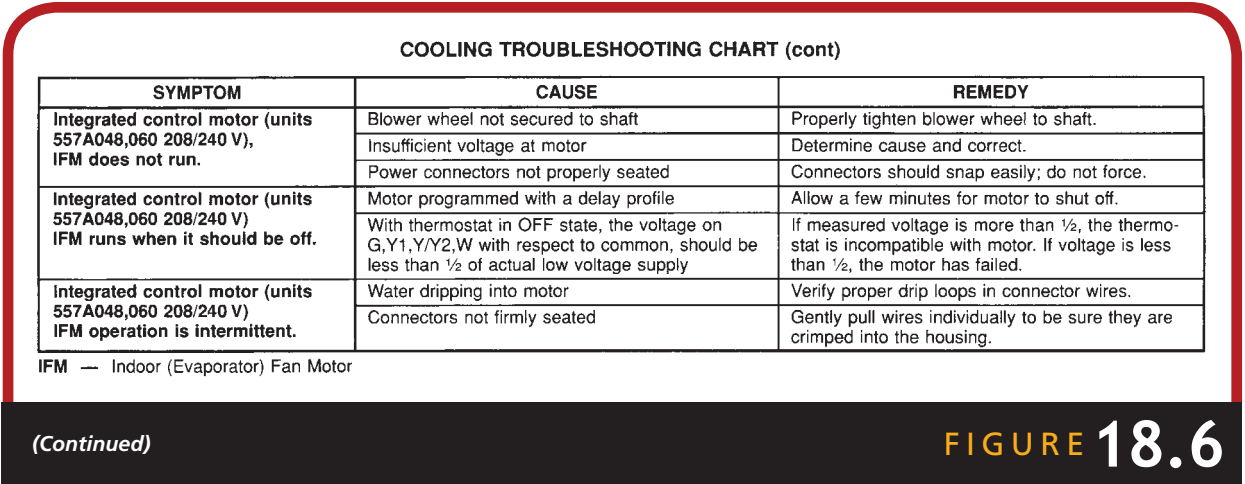 COOLING TROUBLESHOOTING CHART (cont)
SYMPTOM
CAUSE
REMEDY
Integrated control motor (units
557A048,060 208/240 V),
IFM does not run.
Blower wheel not secured to shaft
Properly tighten blower wheel to shaft.
Insufficient voltage at motor
Determine cause and correct.
Power connectors not properly seated
Connectors should snap easily; do not force.
Integrated control motor (units
557A048,060 208/240 V)
IFM runs when it should be off.
Motor programmed with a delay profile
Allow a few minutes for motor to shut off.
With thermostat in OFF state, the voltage on
G,Y1,Y/Y2,W with respect to common, should be
less than ½ of actual low voltage supply
If measured voltage is more than ½, the thermo-
stat is incompatible with motor. If voltage is less
than ½, the motor has failed.
Integrated control motor (units
557A048,060 208/240 V)
IFM operation is intermittent.
Water dripping into motor
Verify proper drip loops in connector wires.
Connectors not firmly seated
Gently pull wires individually to be sure they are
crimped into the housing.
IFM — Indoor (Evaporator) Fan Motor
(Continued)
FIGURE 18.6